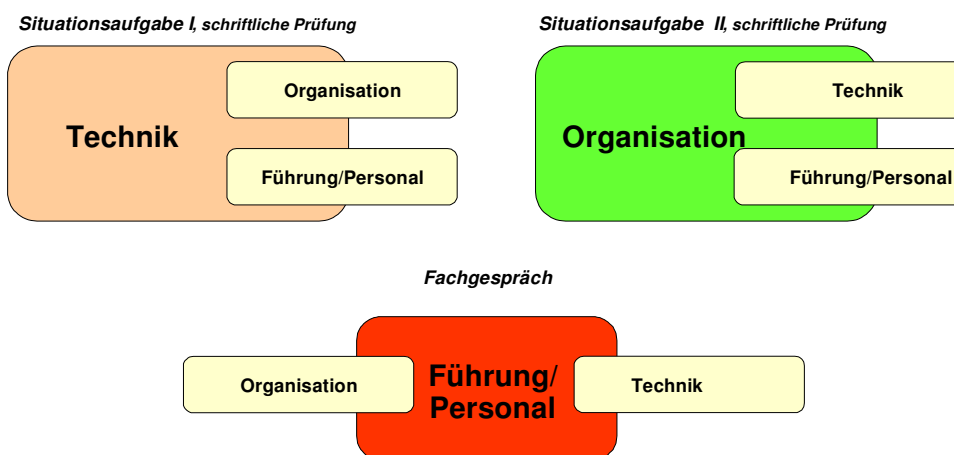 Situationsaufgabe I, schriftliche Prüfung
Situationsaufgabe II, schriftliche Prüfung
Technik
Organisation
Führung/Personal
Organisation
Technik
Führung/Personal
Fachgespräch
Organisation
Führung/
Personal
Technik